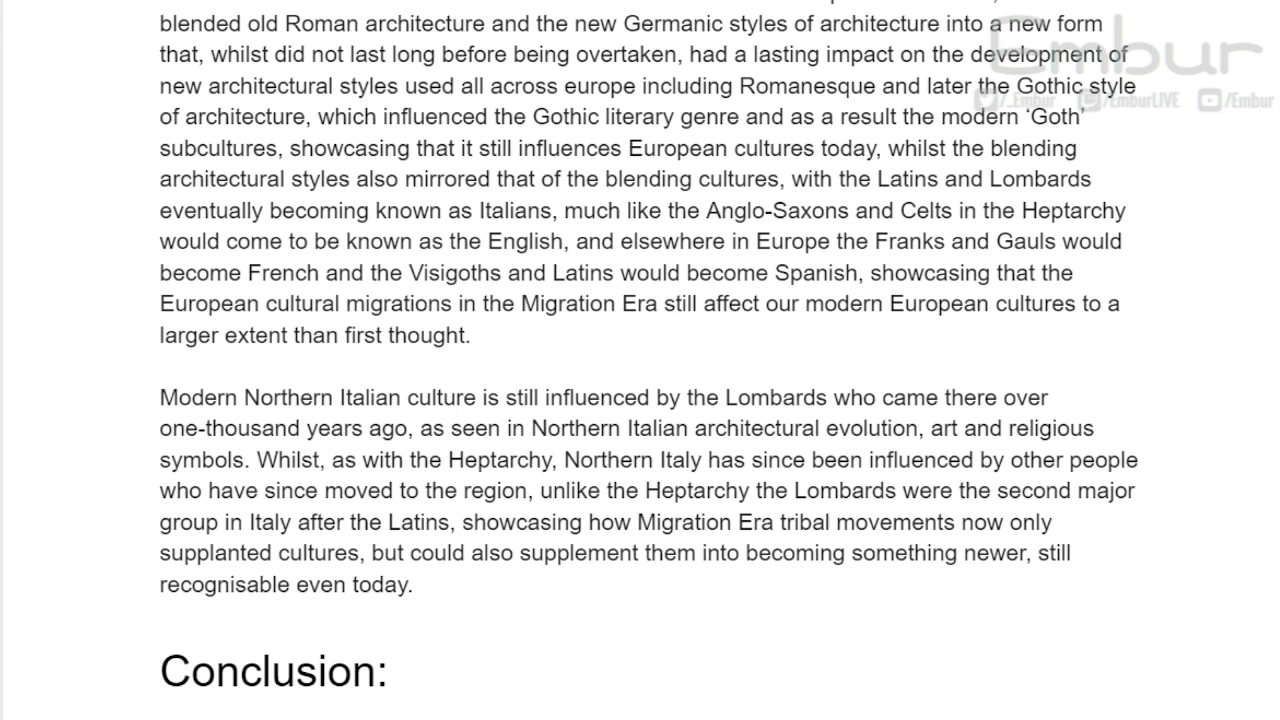 blended old Roman architecture and the new Germanic styles of architecture into a new form
that, whilst did not last long before being overtaken, had a lasting impact on the development of
new architectural styles used all across europe including Romanesque and later the Gothic style
of architecture, which influenced the Gothic literary genre and as a result the modern ‘Goth’
subcultures, showcasing that it still influences European cultures today, whilst the blending
architectural styles also mirrored that of the blending cultures, with the Latins and Lombards
eventually becoming known as Italians, much like the Anglo-Saxons and Celts in the Heptarchy
would come to be known as the English, and elsewhere in Europe the Franks and Gauls would
become French and the Visigoths and Latins would become Spanish, showcasing that the
European cultural migrations in the Migration Era still affect our modern European cultures to a
larger extent than first thought.
Modern Northern Italian culture is still influenced by the Lombards who came there over
one-thousand years ago, as seen in Northern Italian architectural evolution, art and religious
symbols. Whilst, as with the Heptarchy, Northern Italy has since been influenced by other people
who have since moved to the region, unlike the Heptarchy the Lombards were the second major
group in Italy after the Latins, showcasing how Migration Era tribal movements now only
supplanted cultures, but could also supplement them into becoming something newer, still
recognisable even today.
Conclusion:
Embur
/_Embur /EmburLIVE /Embur